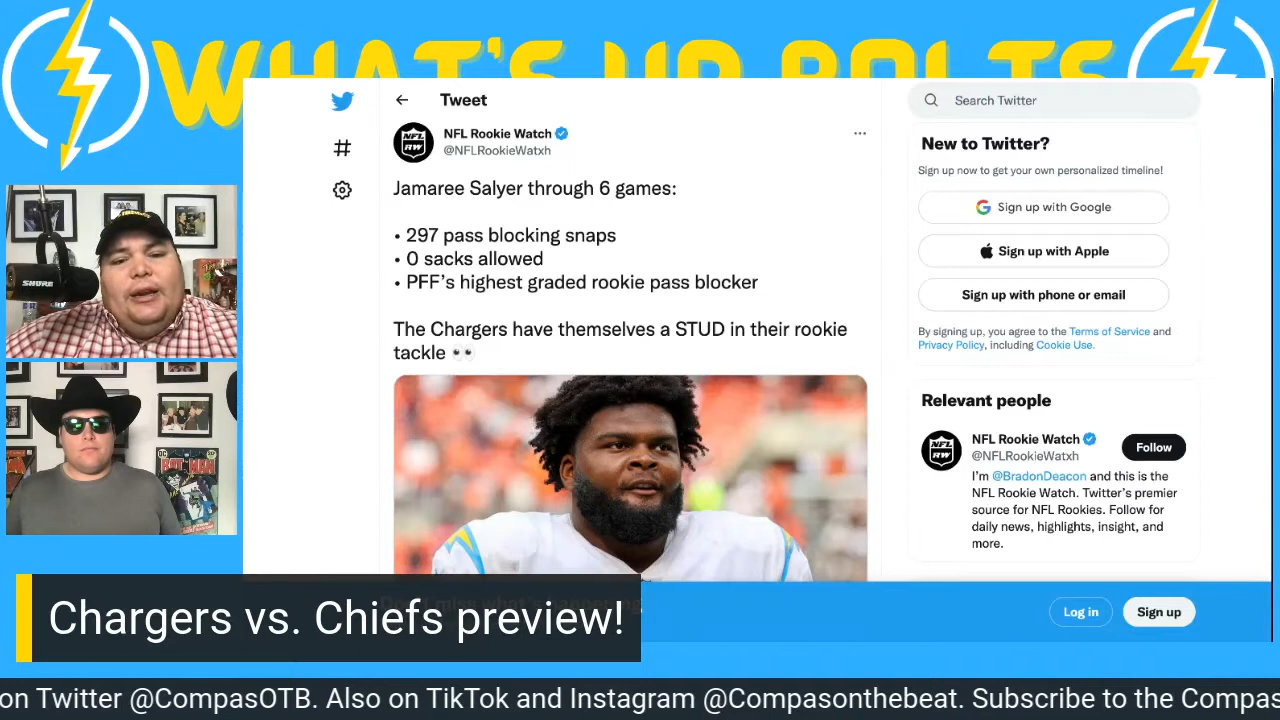 WHAT'S UP BOLTS
Tweet
NFL Rookie Watch
@NFLRookieWatxh
Jamaree Salyer through 6 games:
• 297 pass blocking snaps
• 0 sacks allowed
• PFF's highest graded rookie pass blocker
The Chargers have themselves a STUD in their rookie
tackle 👀
Search Twitter
New to Twitter?
Sign up now to get your own personalized timeline!
Sign up with Google
Sign up with Apple
Sign up with phone or email
By signing up, you agree to the Terms of Service and
Privacy Policy, including Cookie Use.
Relevant people
NFL Rookie Watch
@NFLRookieWatxh
Follow
I'm @BradonDeacon and this is the
NFL Rookie Watch. Twitter's premier
source for NFL Rookies. Follow for
daily news, highlights, insight, and
more.
NFL
RW
NFL
RW
SHURE
BATMAN
Log in
Sign up
Chargers vs. Chiefs preview!
on Twitter @CompasOTB. Also on TikTok and Instagram @Compasonthebeat. Subscribe to the Compas